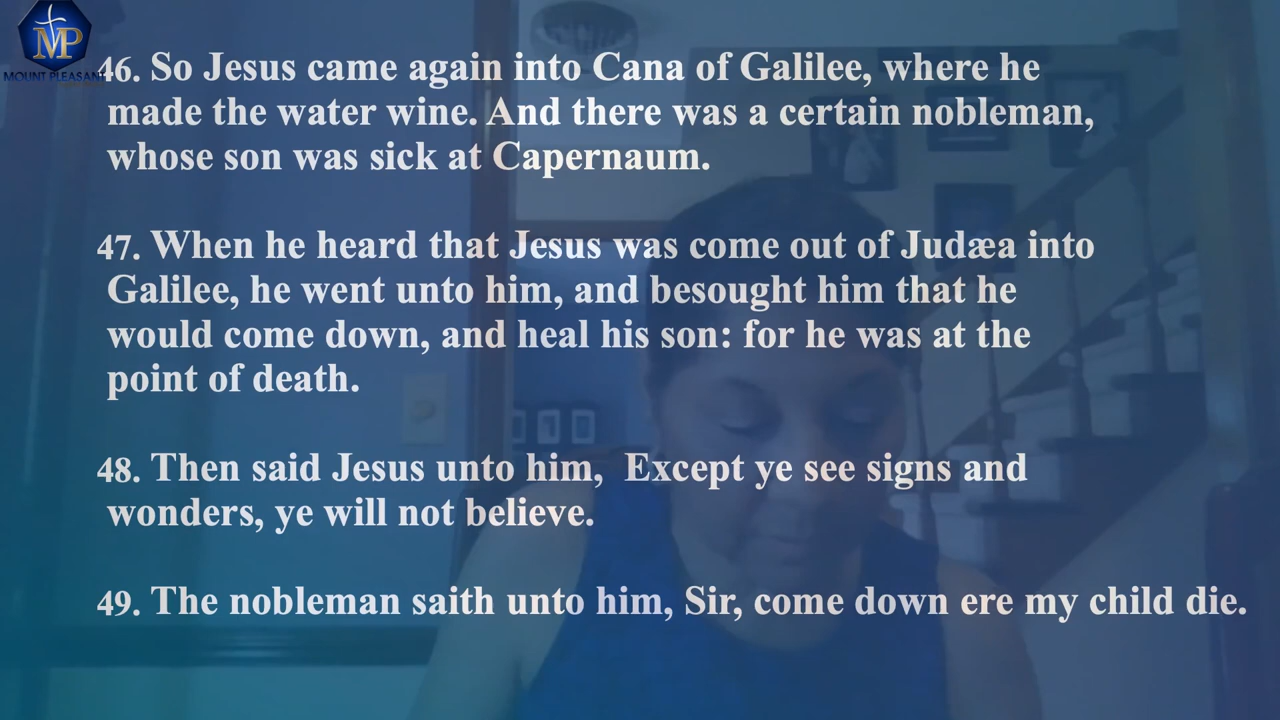 MP
MOUNT PLEASANT
46. So Jesus came again into Cana of Galilee, where he
made the water wine. And there was a certain nobleman,
whose son was sick at Capernaum.
47. When he heard that Jesus was come out of Judæa into
Galilee, he went unto him, and besought him that he
would come down, and heal his son: for he was at the
point of death.
48. Then said Jesus unto him,  Except ye see signs and
wonders, ye will not believe.
49. The nobleman saith unto him, Sir, come down ere my child die.